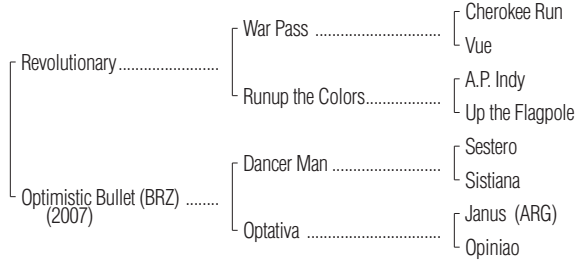 Cherokee Run
War Pass ..............................
Vue
Revolutionary ........................
A.P. Indy
Runup the Colors..................
Up the Flagpole
Sestero
Dancer Man ..........................
Sistiana
Optimistic Bullet (BRZ) ........
(2007)
Janus (ARG)
Optativa ................................
Opiniao